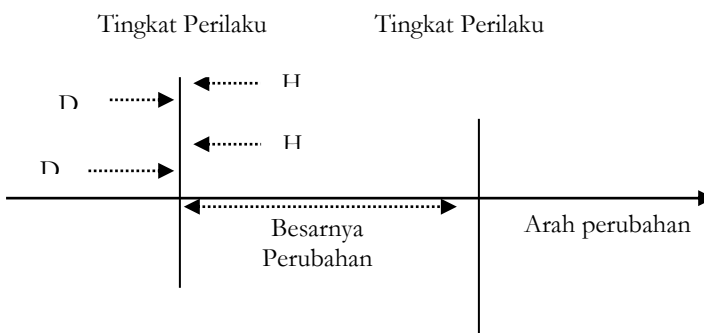 Tingkat Perilaku Tingkat Perilaku
H
D
H
D
Besarnya
Perubahan
Arah perubahan